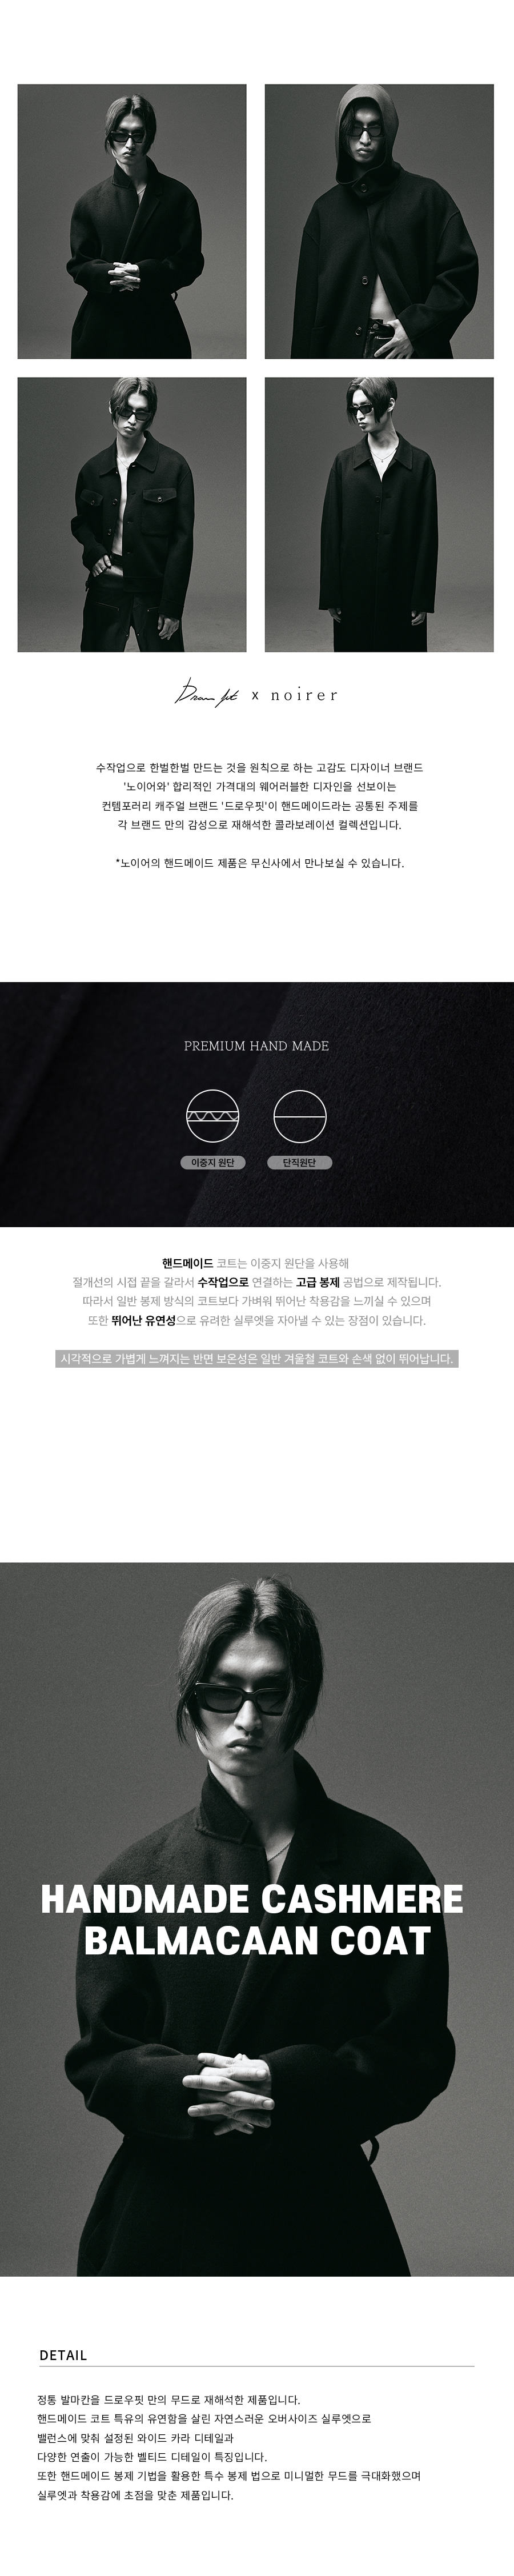 Draw fit x noirer
수작업으로 한벌한벌 만드는 것을 원칙으로 하는 고감도 디자이너 브랜드
'노이어와' 합리적인 가격대의 웨어러블한 디자인을 선보이는
컨템포러리 캐주얼 브랜드 '드로우핏'이 핸드메이드라는 공통된 주제를
각 브랜드 만의 감성으로 재해석한 콜라보레이션 컬렉션입니다.
*노이어의 핸드메이드 제품은 무신사에서 만나보실 수 있습니다.
PREMIUM HAND MADE
이중지 원단 단직원단
핸드메이드 코트는 이중지 원단을 사용해
절개선의 시접 끝을 갈라서 수작업으로 연결하는 고급 봉제 공법으로 제작됩니다.
따라서 일반 봉제 방식의 코트보다 가벼워 뛰어난 착용감을 느끼실 수 있으며
또한 뛰어난 유연성으로 유려한 실루엣을 자아낼 수 있는 장점이 있습니다.
시각적으로 가볍게 느껴지는 반면 보온성은 일반 겨울철 코트와 손색 없이 뛰어납니다.
HANDMADE CASHMERE
BALMACAAN COAT
DETAIL
정통 발마칸을 드로우핏 만의 무드로 재해석한 제품입니다.
핸드메이드 코트 특유의 유연함을 살린 자연스러운 오버사이즈 실루엣으로
밸런스에 맞춰 설정된 와이드 카라 디테일과
다양한 연출이 가능한 벨티드 디테일이 특징입니다.
또한 핸드메이드 봉제 기법을 활용한 특수 봉제 법으로 미니멀한 무드를 극대화했으며
실루엣과 착용감에 초점을 맞춘 제품입니다.